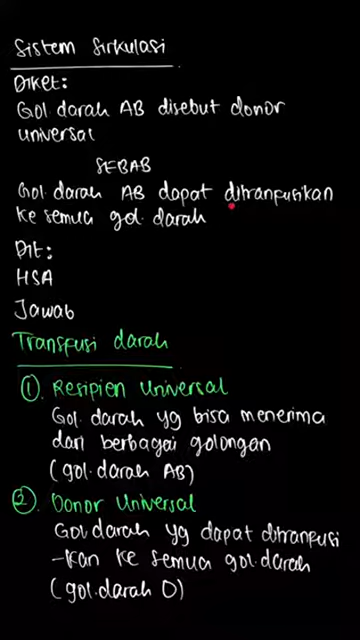 Sistem Sirkulasi
Diket:
Gol. darah AB disebut donor
universal
SEBAB
Gol. darah AB dapat ditranfusikan
ke semua gol. darah
Dit:
HSA
Jawab
Transfusi darah
① Resipien Universal
Gol. darah yg bisa menerima
dari berbagai golongan
(gol. darah AB)
② Donor Universal
Gol darah yg dapat ditranfusi
-kan ke semua gol. darah
(gol. darah O)